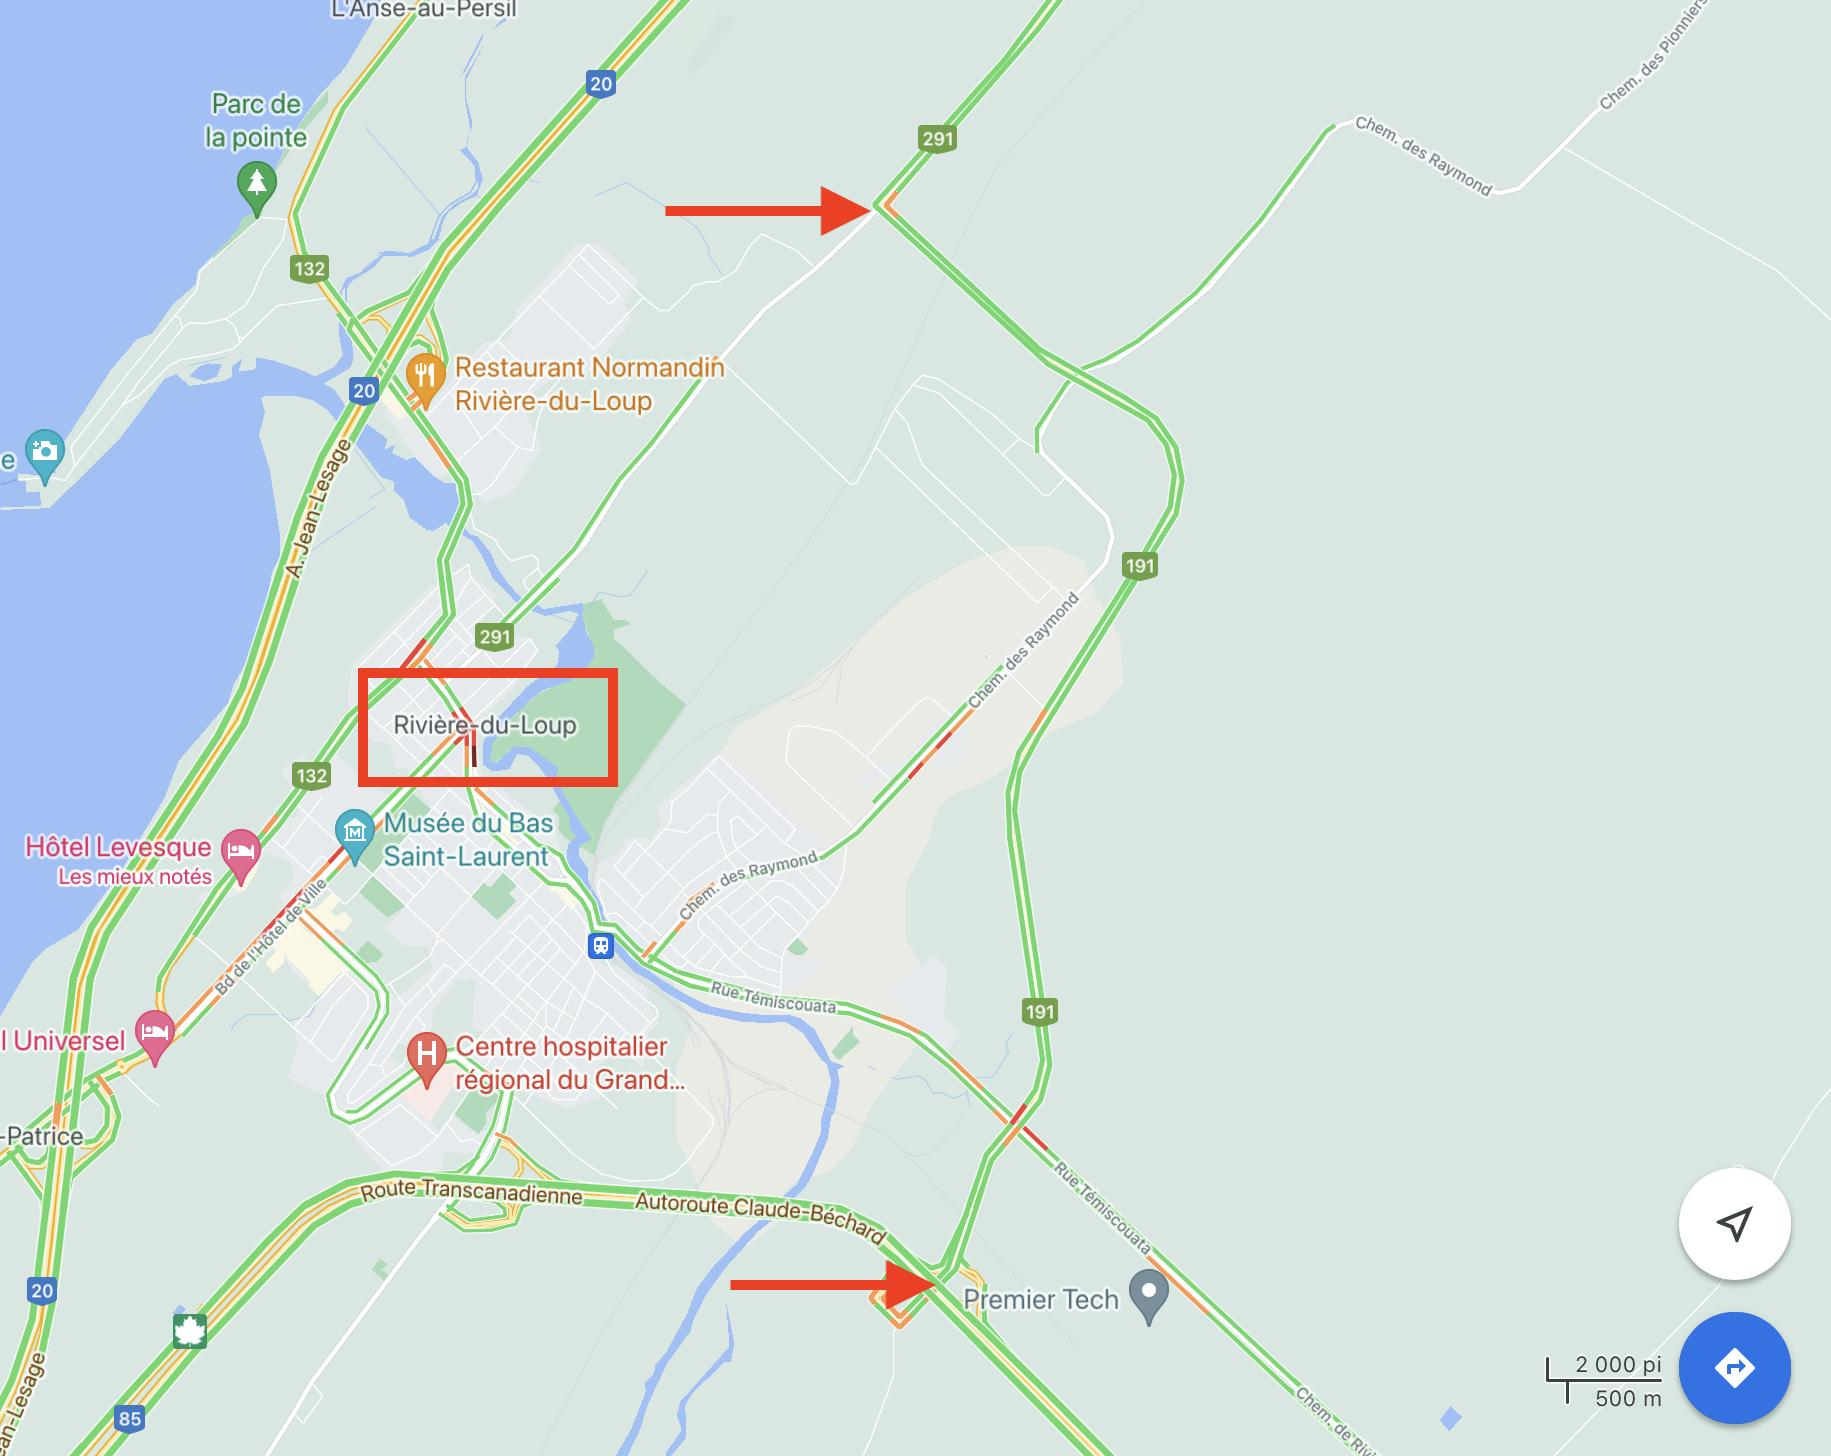 L'Anse-au-Persil
20
Parc de
la pointe
291
Chem. des Pionniers
Chem. des Raymond
132
Restaurant Normandin
Rivière-du-Loup
20
e
A. Jean-Lesage
191
291
Chem. des Raymond
Rivière-du-Loup
132
Musée du Bas
Saint-Laurent
Hôtel Levesque
Les mieux notés
Chem. des Raymond
Bd de l'Hôtel de Ville
Rue Témiscouata
191
l Universel
H
Centre hospitalier
régional du Grand...
-Patrice
Rue Témiscouata
Route Transcanadienne
Autoroute Claude-Béchard
20
Premier Tech
2 000 pi
500 m
ean-Lesage
85
Chem. de Rivi